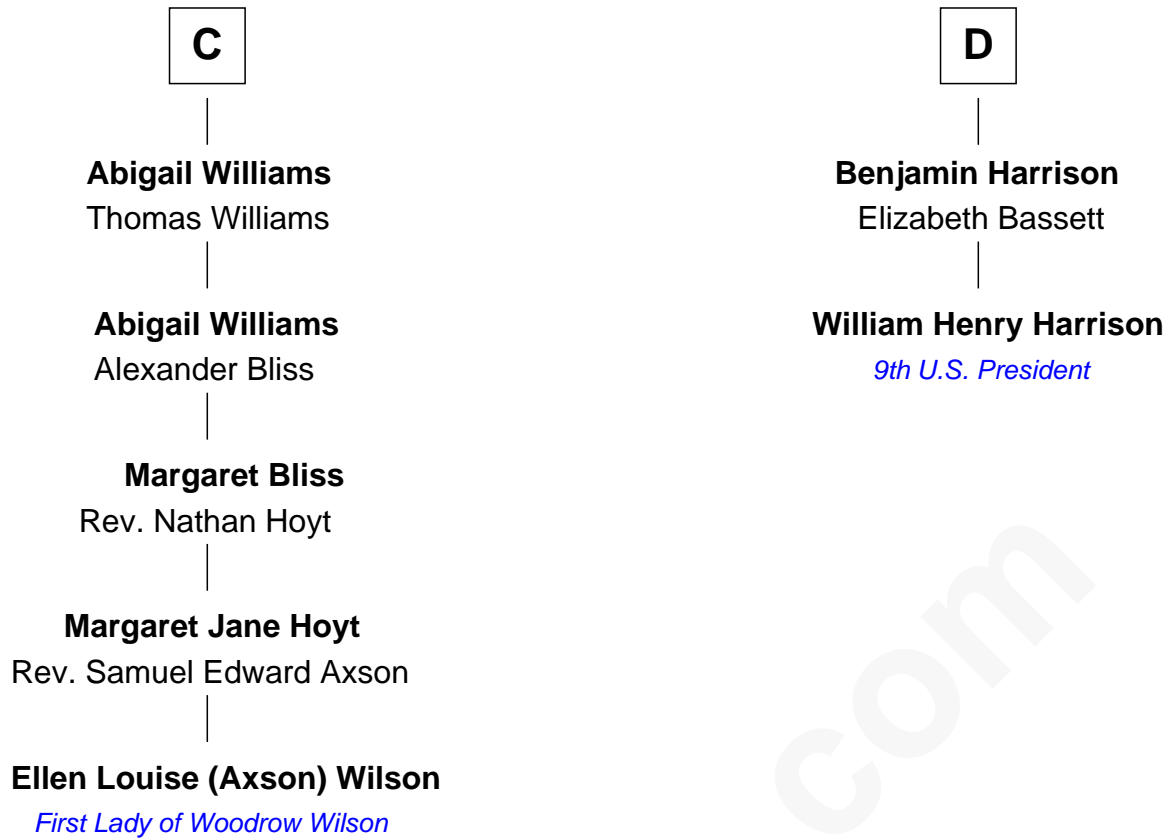 C
Abigail Williams
Thomas Williams
Abigail Williams
Alexander Bliss
Margaret Bliss
Rev. Nathan Hoyt
Margaret Jane Hoyt
Rev. Samuel Edward Axson
Ellen Louise (Axson) Wilson
First Lady of Woodrow Wilson
D
Benjamin Harrison
Elizabeth Bassett
William Henry Harrison
9th U.S. President
com